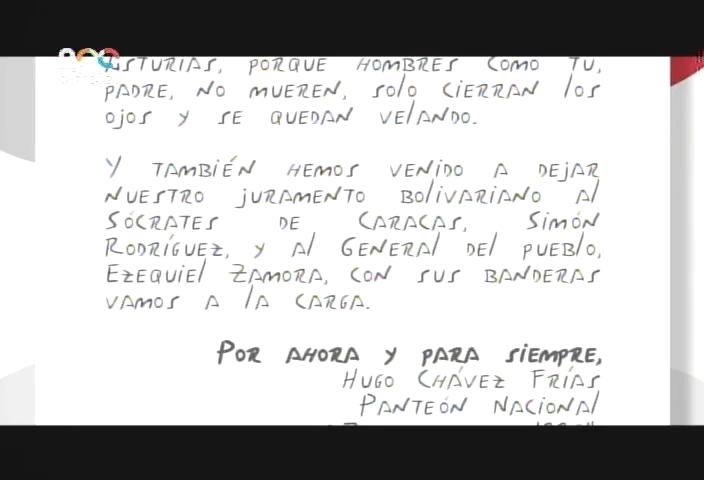 ASTURIAS, PORQUE HOMBRES COMO TU,
PADRE, NO MUEREN, SOLO CIERRAN LOS
OJOS Y SE QUEDAN VELANDO.
Y TAMBIÉN HEMOS VENIDO A DEJAR
NUESTRO JURAMENTO BOLIVARIANO AL
SÓCRATES DE CARACAS, SIMÓN
RODRÍGUEZ, Y AL GENERAL DEL PUEBLO,
EZEQUIEL ZAMORA, CON SUS BANDERAS
VAMOS A LA CARGA.
POR AHORA Y PARA SIEMPRE,
HUGO CHÁVEZ FRÍAS
PANTEÓN NACIONAL